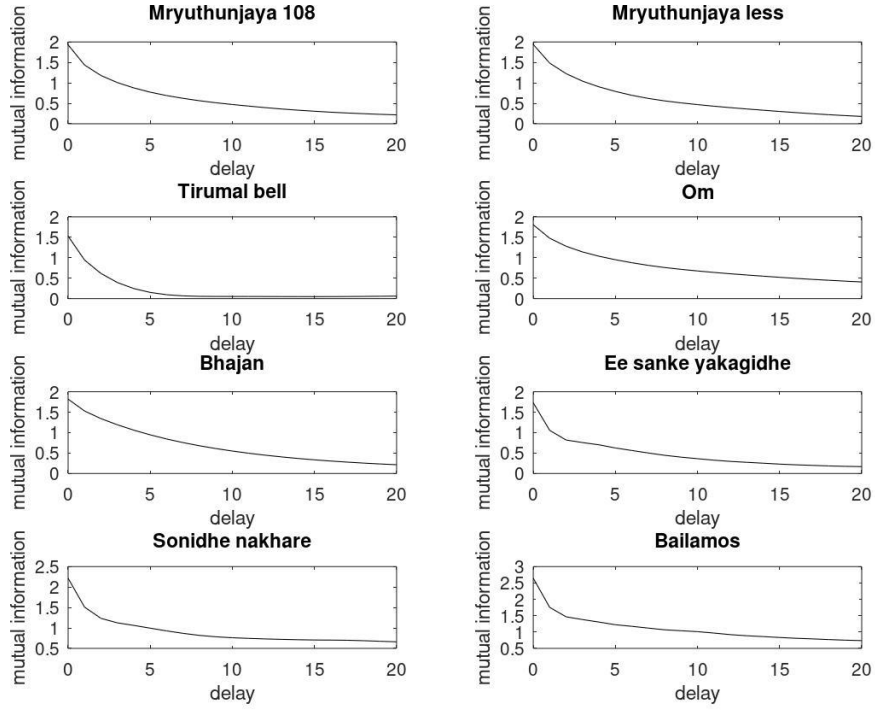 Mryuthunjaya 108
mutual information
2
1.5
1
0.5
0
0 5 10 15 20
delay
Mryuthunjaya less
mutual information
2
1.5
1
0.5
0
0 5 10 15 20
delay
Tirumal bell
mutual information
2
1.5
1
0.5
0
0 5 10 15 20
delay
Om
mutual information
2
1.5
1
0.5
0
0 5 10 15 20
delay
Bhajan
mutual information
2
1.5
1
0.5
0
0 5 10 15 20
delay
Ee sanke yakagidhe
mutual information
2
1.5
1
0.5
0
0 5 10 15 20
delay
Sonidhe nakhare
mutual information
2.5
2
1.5
1
0.5
0 5 10 15 20
delay
Bailamos
mutual information
3
2.5
2
1.5
1
0.5
0 5 10 15 20
delay